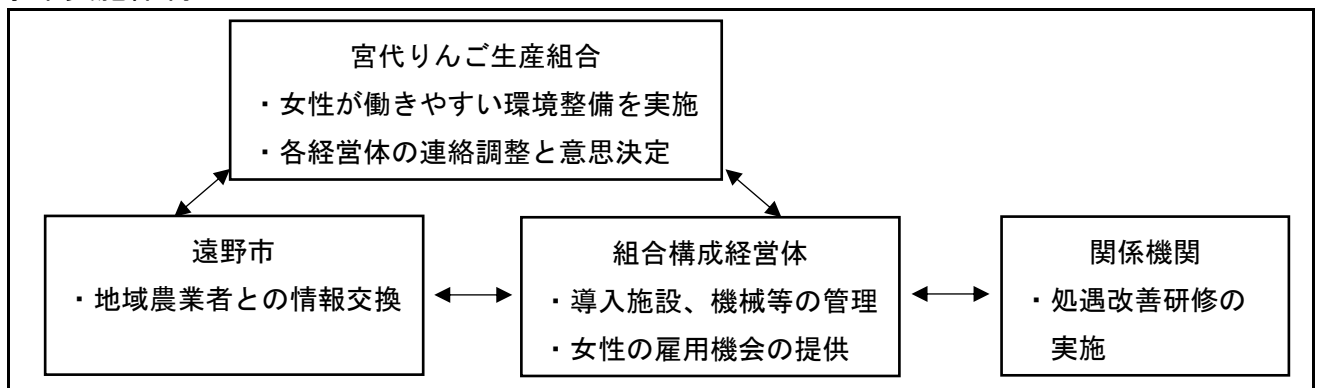 宮代りんご生産組合
・女性が働きやすい環境整備を実施
・各経営体の連絡調整と意思決定
遠野市
・地域農業者との情報交換
組合構成経営体
・導入施設、機械等の管理
・女性の雇用機会の提供
関係機関
・処遇改善研修の
実施